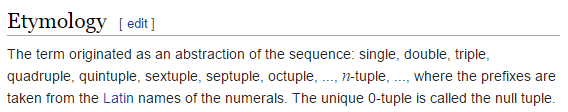 Etymology [ edit ]
The term originated as an abstraction of the sequence: single, double, triple,
quadruple, quintuple, sextuple, septuple, octuple, ..., n-tuple, ..., where the prefixes are
taken from the Latin names of the numerals. The unique 0-tuple is called the null tuple.